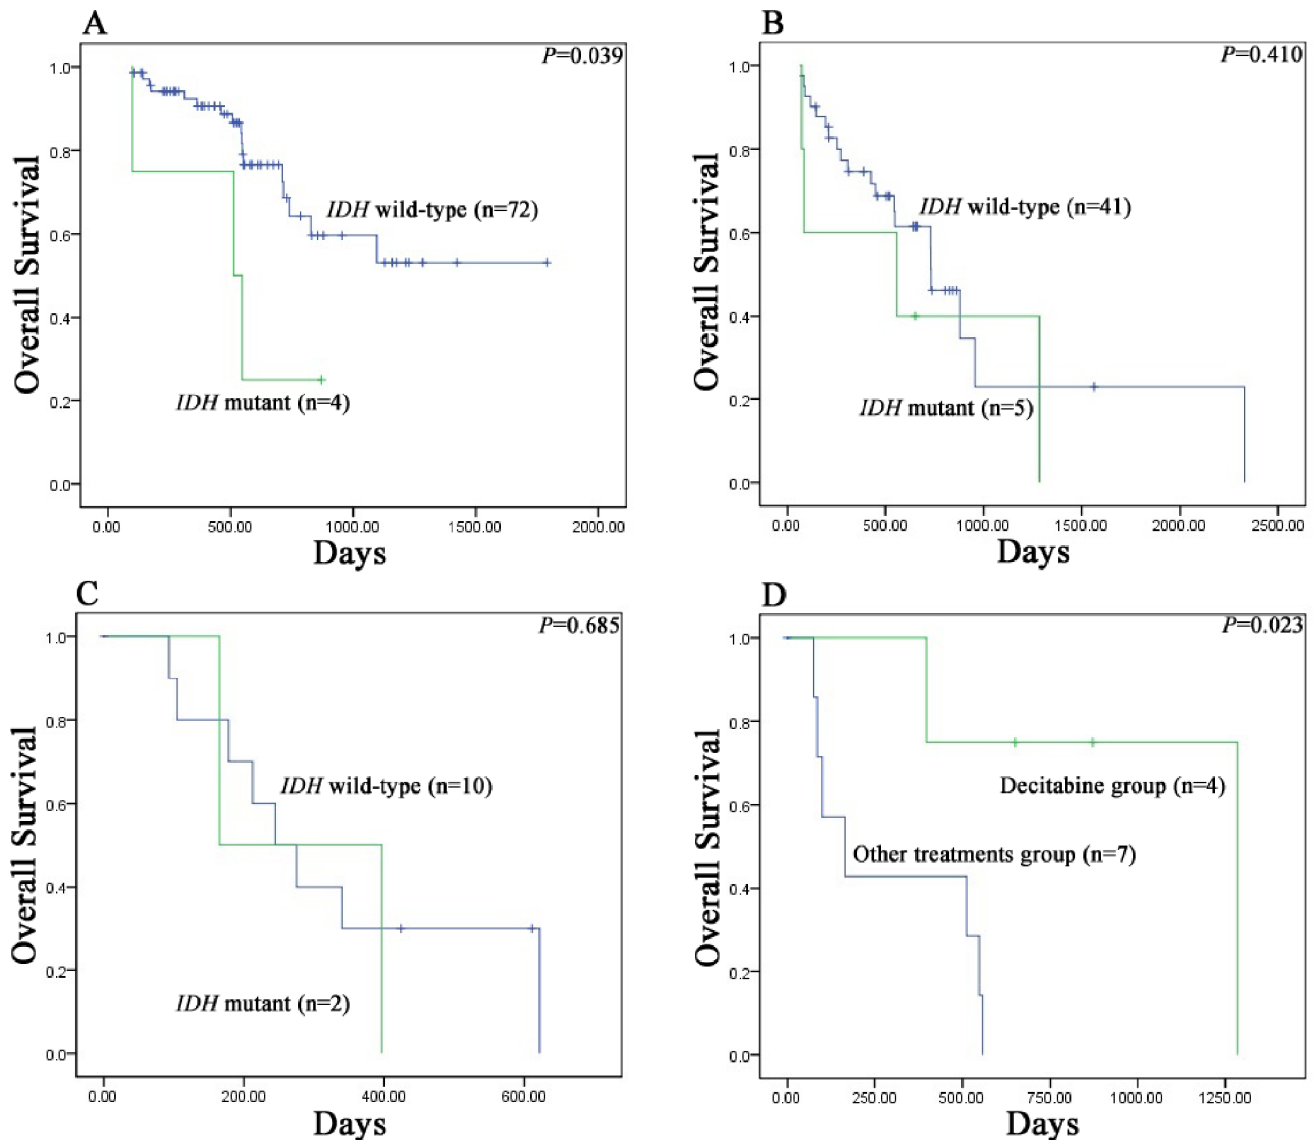 A
P=0.039
1.0
0.8
0.6
0.4
0.2
0.0
Overall Survival
IDH wild-type (n=72)
IDH mutant (n=4)
0.00 500.00 1000.00 1500.00 2000.00
Days
B
P=0.410
1.0
0.8
0.6
0.4
0.2
0.0
Overall Survival
IDH wild-type (n=41)
IDH mutant (n=5)
0.00 500.00 1000.00 1500.00 2000.00 2500.00
Days
C
P=0.685
1.0
0.8
0.6
0.4
0.2
0.0
Overall Survival
IDH wild-type (n=10)
IDH mutant (n=2)
0.00 200.00 400.00 600.00
Days
D
P=0.023
1.0
0.8
0.6
0.4
0.2
0.0
Overall Survival
Decitabine group (n=4)
Other treatments group (n=7)
0.00 250.00 500.00 750.00 1000.00 1250.00
Days